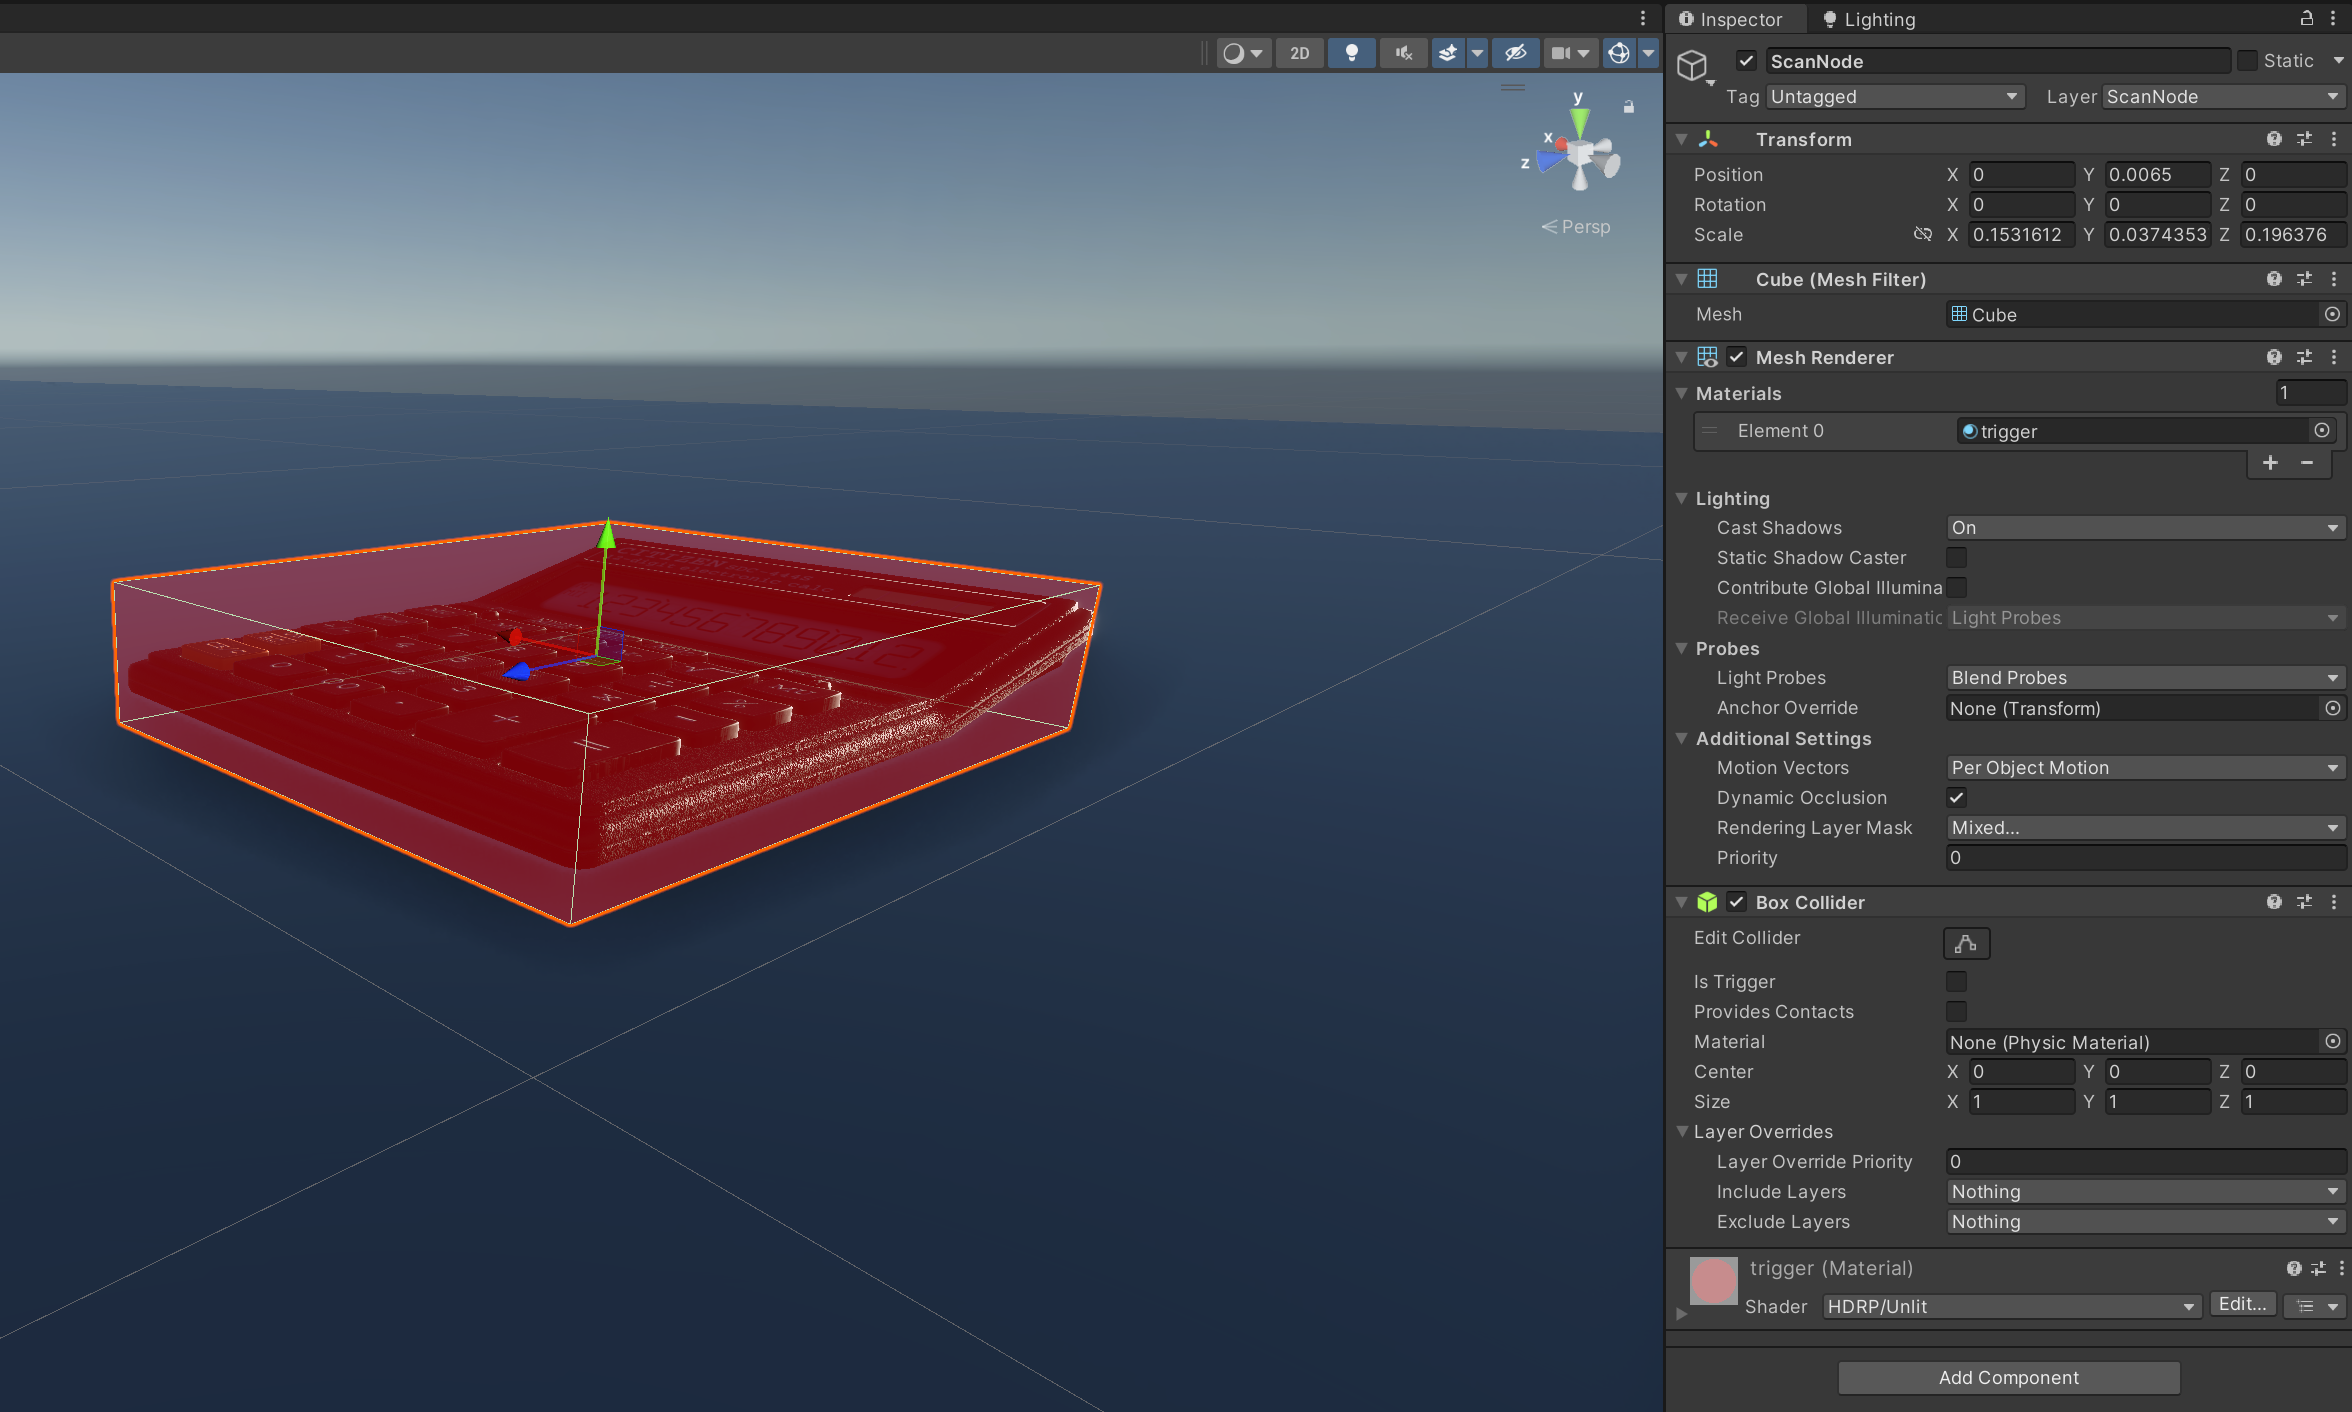 Inspector
Lighting
2D
ScanNode
Static
Tag
Untagged
Layer
ScanNode
y
x
z
Persp
Transform
Position
X
0
Y
0.0065
Z
0
Rotation
X
0
Y
0
Z
0
Scale
X
0.1531612
Y
0.0374353
Z
0.196376
Cube (Mesh Filter)
Mesh
Cube
Mesh Renderer
Materials
1
Element 0
trigger
Lighting
Cast Shadows
On
Static Shadow Caster
Contribute Global Illumina
Receive Global Illuminatic
Light Probes
Probes
Light Probes
Blend Probes
Anchor Override
None (Transform)
Additional Settings
Motion Vectors
Per Object Motion
Dynamic Occlusion
Rendering Layer Mask
Mixed...
Priority
0
Box Collider
Edit Collider
Is Trigger
Provides Contacts
Material
None (Physic Material)
Center
X
0
Y
0
Z
0
Size
X
1
Y
1
Z
1
Layer Overrides
Layer Override Priority
0
Include Layers
Nothing
Exclude Layers
Nothing
trigger (Material)
Shader
HDRP/Unlit
Edit...
Add Component